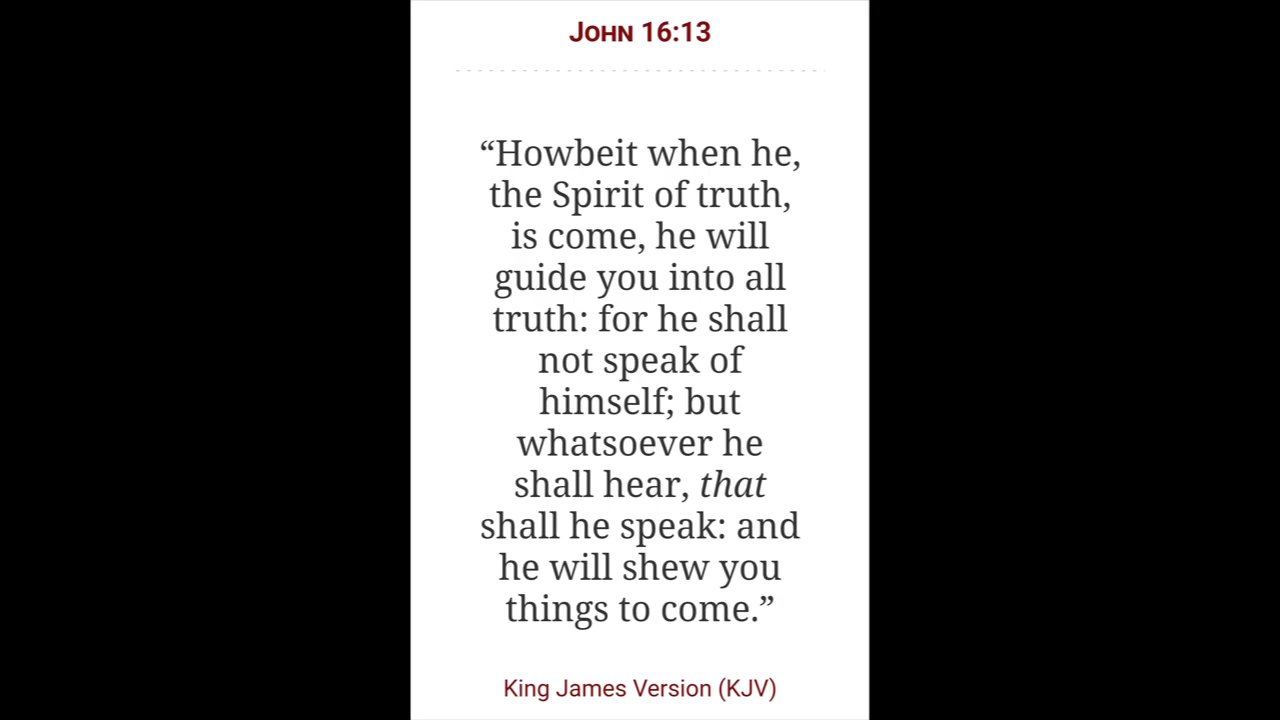 John 16:13
“Howbeit when he,
the Spirit of truth,
is come, he will
guide you into all
truth: for he shall
not speak of
himself; but
whatsoever he
shall hear, that
shall he speak: and
he will shew you
things to come.”
King James Version (KJV)